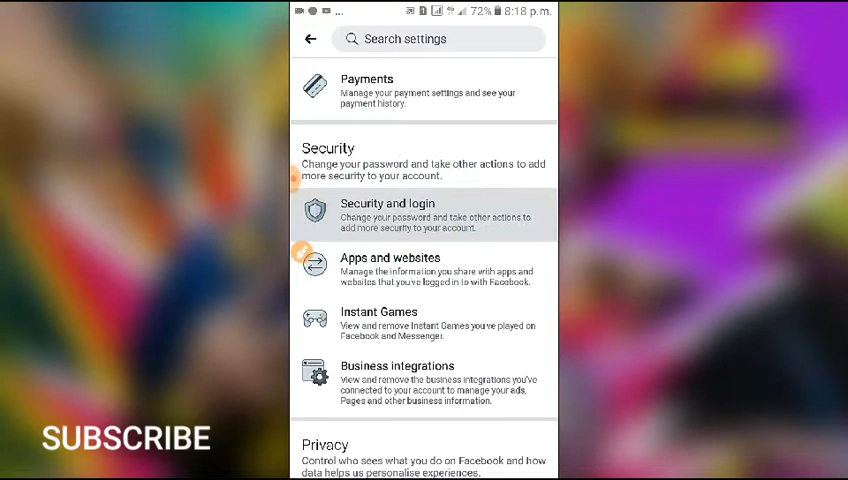 ... 72% 8:18 p.m.
Search settings
Payments
Manage your payment settings and see your
payment history.
Security
Change your password and take other actions to add
more security to your account.
Security and login
Change your password and take other actions to
add more security to your account.
Apps and websites
Manage the information you share with apps and
websites that you've logged in to with Facebook.
Instant Games
View and remove Instant Games you've played on
Facebook and Messenger.
Business integrations
View and remove the business integrations you've
connected to your account to manage your ads,
Pages and other business information.
SUBSCRIBE
Privacy
Control who sees what you do on Facebook and how
data helps us personalise experiences.